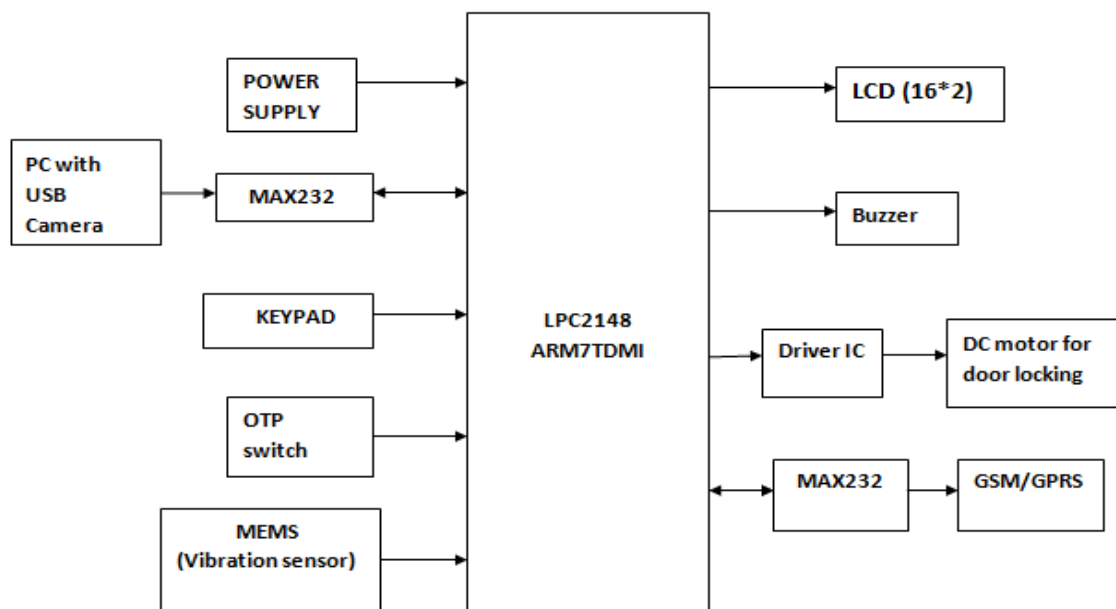 POWER
SUPPLY
PC with
USB
Camera
MAX232
KEYPAD
OTP
switch
MEMS
(Vibration sensor)
LPC2148
ARM7TDMI
LCD (16*2)
Buzzer
Driver IC
DC motor for
door locking
MAX232
GSM/GPRS